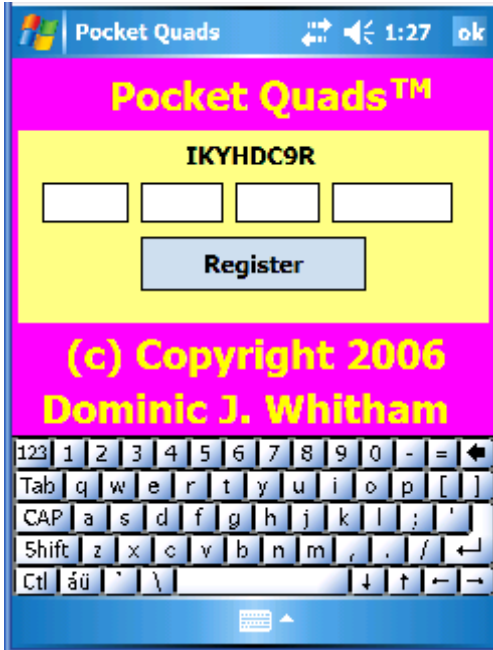 Pocket Quads 1:27 ok
Pocket Quads™
IKYHDC9R
Register
(c) Copyright 2006
Dominic J. Whitham
123 1 2 3 4 5 6 7 8 9 0 - =
Tab q w e r t y u i o p [ ]
CAP a s d f g h j k l ; '
Shift z x c v b n m , . /
Ctl áü ` \